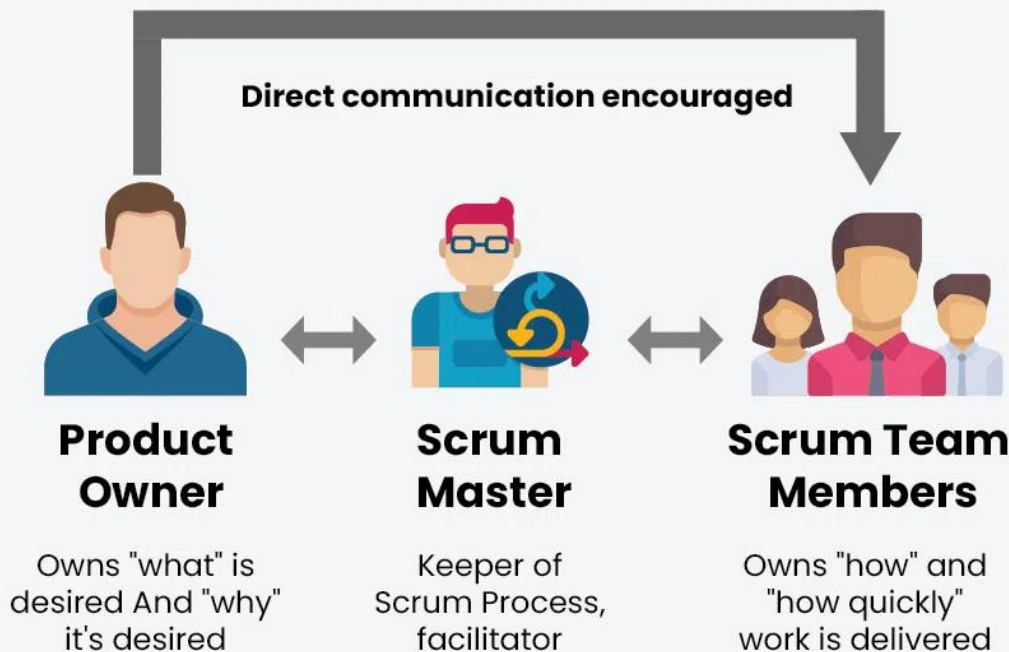 Direct communication encouraged
Product
Owner
Owns "what" is
desired And "why"
it's desired
Scrum
Master
Keeper of
Scrum Process,
facilitator
Scrum Team
Members
Owns "how" and
"how quickly"
work is delivered